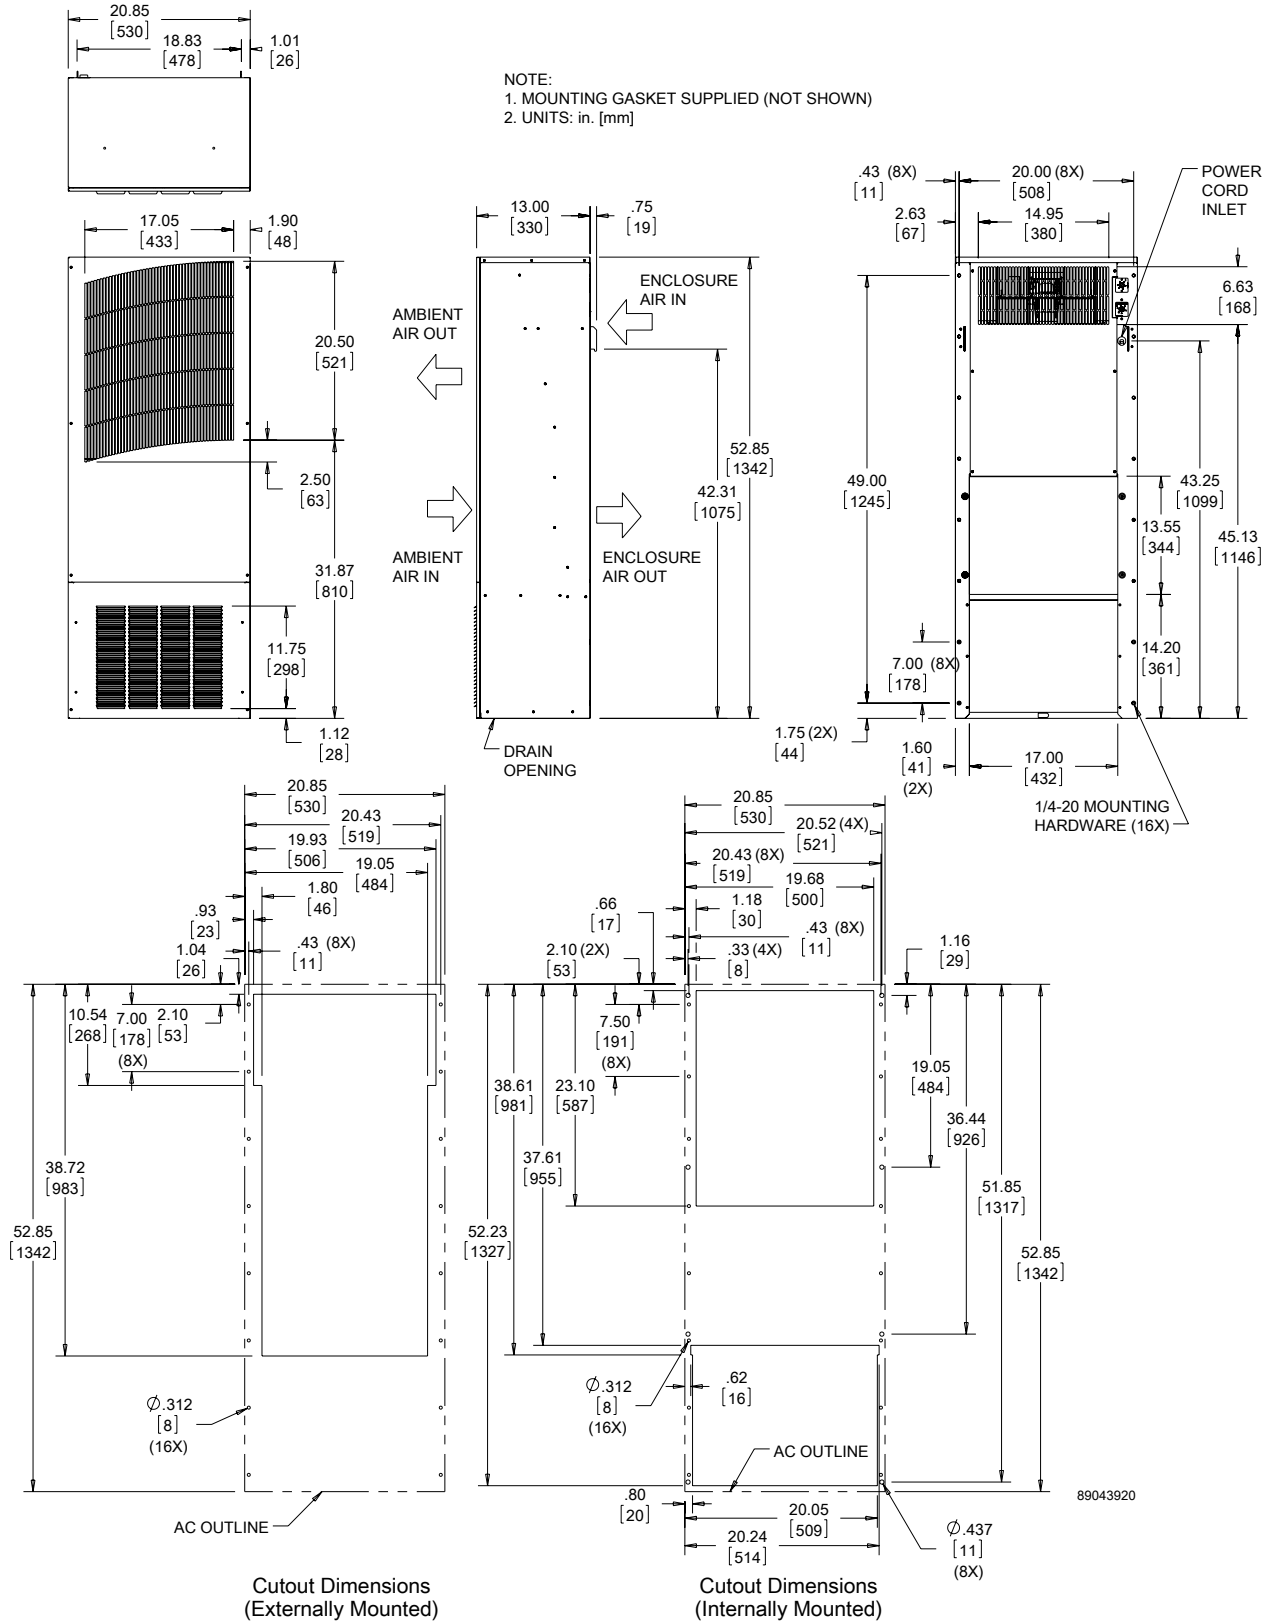 20.85
[530]
18.83
[478]
1.01
[26]
NOTE:
1. MOUNTING GASKET SUPPLIED (NOT SHOWN)
2. UNITS: in. [mm]
17.05
[433]
1.90
[48]
20.50
[521]
2.50
[63]
31.87
[810]
11.75
[298]
1.12
[28]
13.00
[330]
.75
[19]
AMBIENT
AIR OUT
ENCLOSURE
AIR IN
AMBIENT
AIR IN
ENCLOSURE
AIR OUT
52.85
[1342]
42.31
[1075]
DRAIN
OPENING
.43 (8X)
[11]
20.00 (8X)
[508]
POWER
CORD
INLET
2.63
[67]
14.95
[380]
6.63
[168]
49.00
[1245]
43.25
[1099]
13.55
[344]
45.13
[1146]
7.00 (8X)
[178]
14.20
[361]
1.75 (2X)
[44]
1.60
[41]
(2X)
17.00
[432]
1/4-20 MOUNTING
HARDWARE (16X)
20.85
[530]
20.43
[519]
19.93
[506]
19.05
[484]
1.80
[46]
.93
[23]
1.04
[26]
.43 (8X)
[11]
10.54
[268]
7.00
[178]
(8X)
2.10
[53]
38.72
[983]
52.85
[1342]
Ø.312
[8]
(16X)
AC OUTLINE
Cutout Dimensions
(Externally Mounted)
20.85
[530]
20.52 (4X)
[521]
20.43 (8X)
[519]
19.68
[500]
1.18
[30]
.66
[17]
.43 (8X)
[11]
2.10 (2X)
[53]
.33 (4X)
[8]
1.16
[29]
7.50
[191]
(8X)
38.61
[981]
23.10
[587]
19.05
[484]
36.44
[926]
37.61
[955]
51.85
[1317]
52.23
[1327]
52.85
[1342]
Ø.312
[8]
(16X)
.62
[16]
AC OUTLINE
.80
[20]
20.05
[509]
20.24
[514]
Ø.437
[11]
(8X)
89043920
Cutout Dimensions
(Internally Mounted)